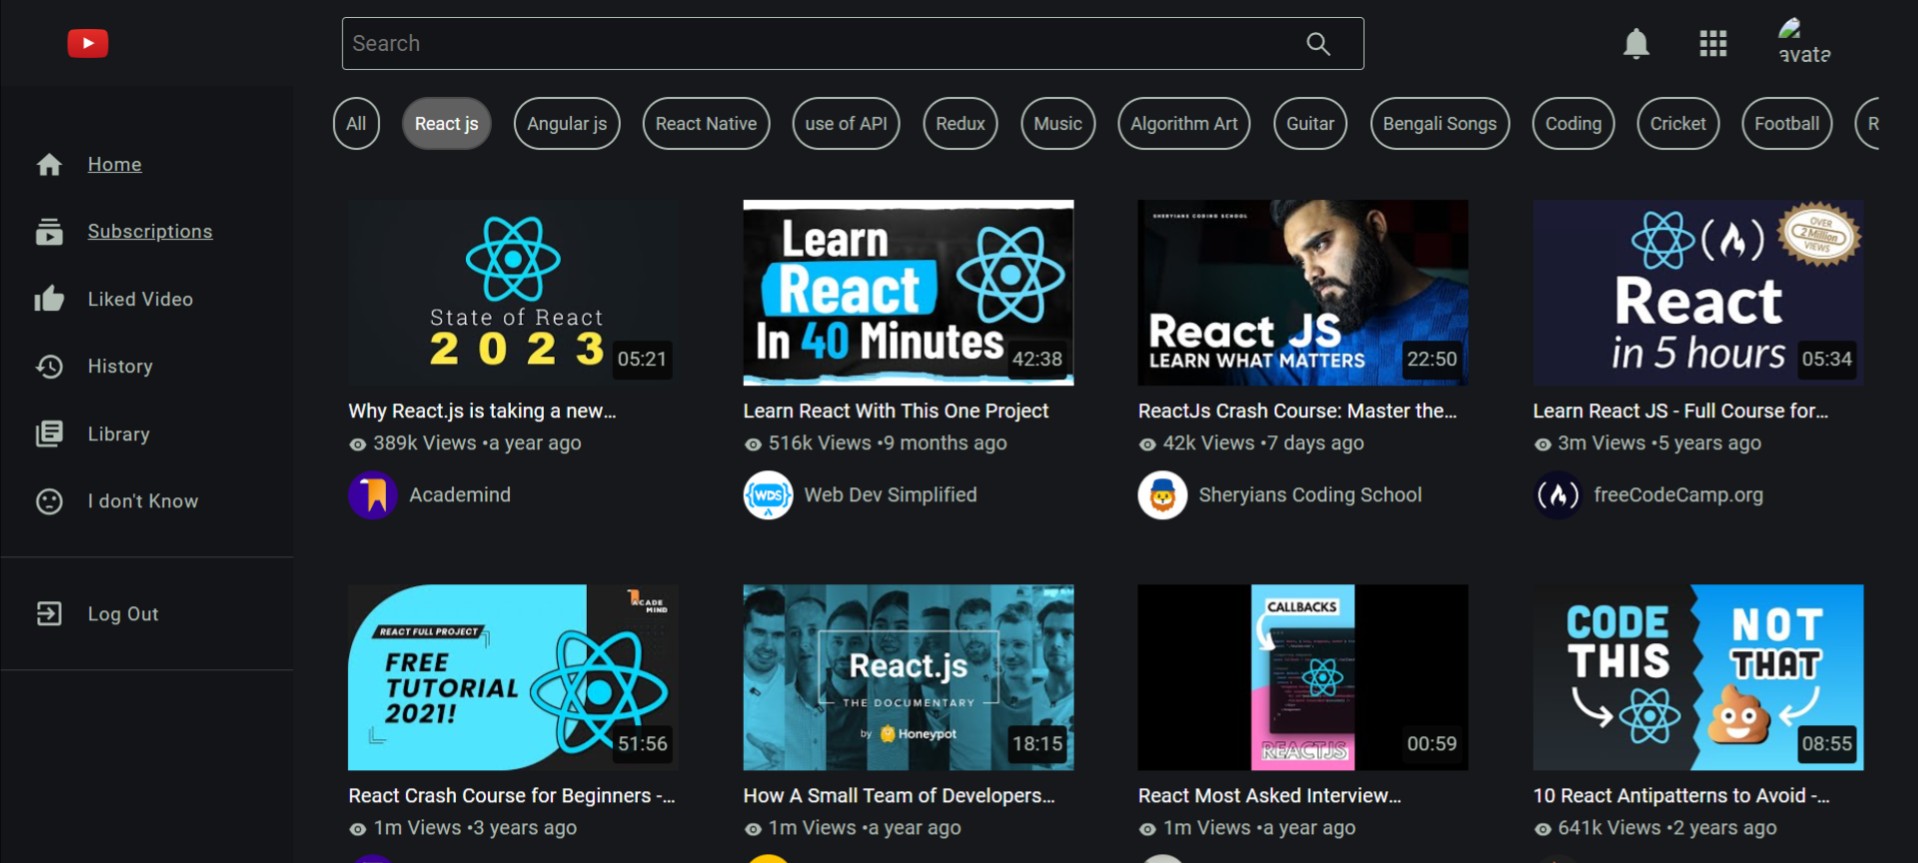 Search
avata
All
React js
Angular js
React Native
use of API
Redux
Music
Algorithm Art
Guitar
Bengali Songs
Coding
Cricket
Football
R
Home
Subscriptions
Liked Video
History
Library
I don't Know
Log Out
State of React
2023
05:21
Why React.js is taking a new...
389k Views •a year ago
Academind
Learn
React
In 40 Minutes
42:38
Learn React With This One Project
516k Views •9 months ago
WDS
Web Dev Simplified
SHERYIANS CODING SCHOOL
React JS
LEARN WHAT MATTERS
22:50
ReactJs Crash Course: Master the...
42k Views •7 days ago
Sheryians Coding School
OVER
2 Million
VIEWS
React
in 5 hours
05:34
Learn React JS - Full Course for...
3m Views •5 years ago
freeCodeCamp.org
ACADE
MIND
REACT FULL PROJECT
FREE
TUTORIAL
2021!
51:56
React Crash Course for Beginners -...
1m Views •3 years ago
React.js
THE DOCUMENTARY
by Honeypot
18:15
How A Small Team of Developers...
1m Views •a year ago
CALLBACKS
REACTJS
00:59
React Most Asked Interview...
1m Views •a year ago
CODE
THIS
NOT
THAT
08:55
10 React Antipatterns to Avoid -...
641k Views •2 years ago